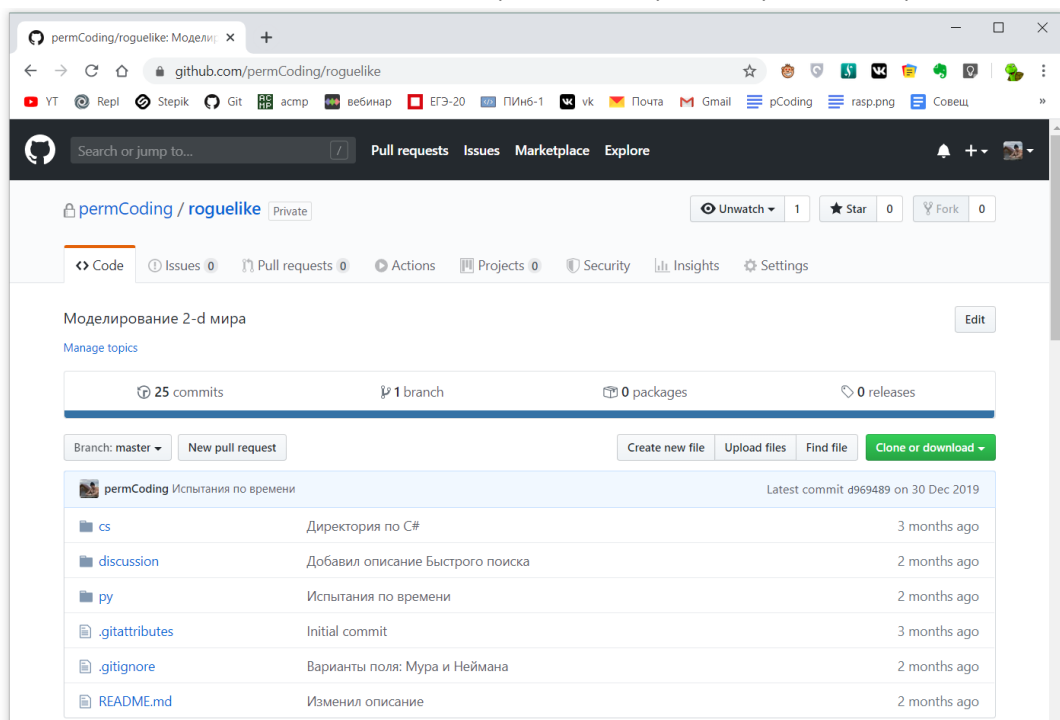 permCoding/roguelike: Моделир
github.com/permCoding/roguelike
YT Repl Stepik Git acmp вебинар ЕГЭ-20 ПИнб-1 vk Почта Gmail pCoding rasp.png Совещ »
Search or jump to... / Pull requests Issues Marketplace Explore
permCoding / roguelike Private Unwatch 1 Star 0 Fork 0
Code Issues 0 Pull requests 0 Actions Projects 0 Security Insights Settings
Моделирование 2-d мира Edit
Manage topics
25 commits 1 branch 0 packages 0 releases
Branch: master New pull request Create new file Upload files Find file Clone or download
permCoding Испытания по времени Latest commit d969489 on 30 Dec 2019
cs Директория по C# 3 months ago
discussion Добавил описание Быстрого поиска 2 months ago
py Испытания по времени 2 months ago
.gitattributes Initial commit 3 months ago
.gitignore Варианты поля: Мура и Неймана 2 months ago
README.md Изменил описание 2 months ago